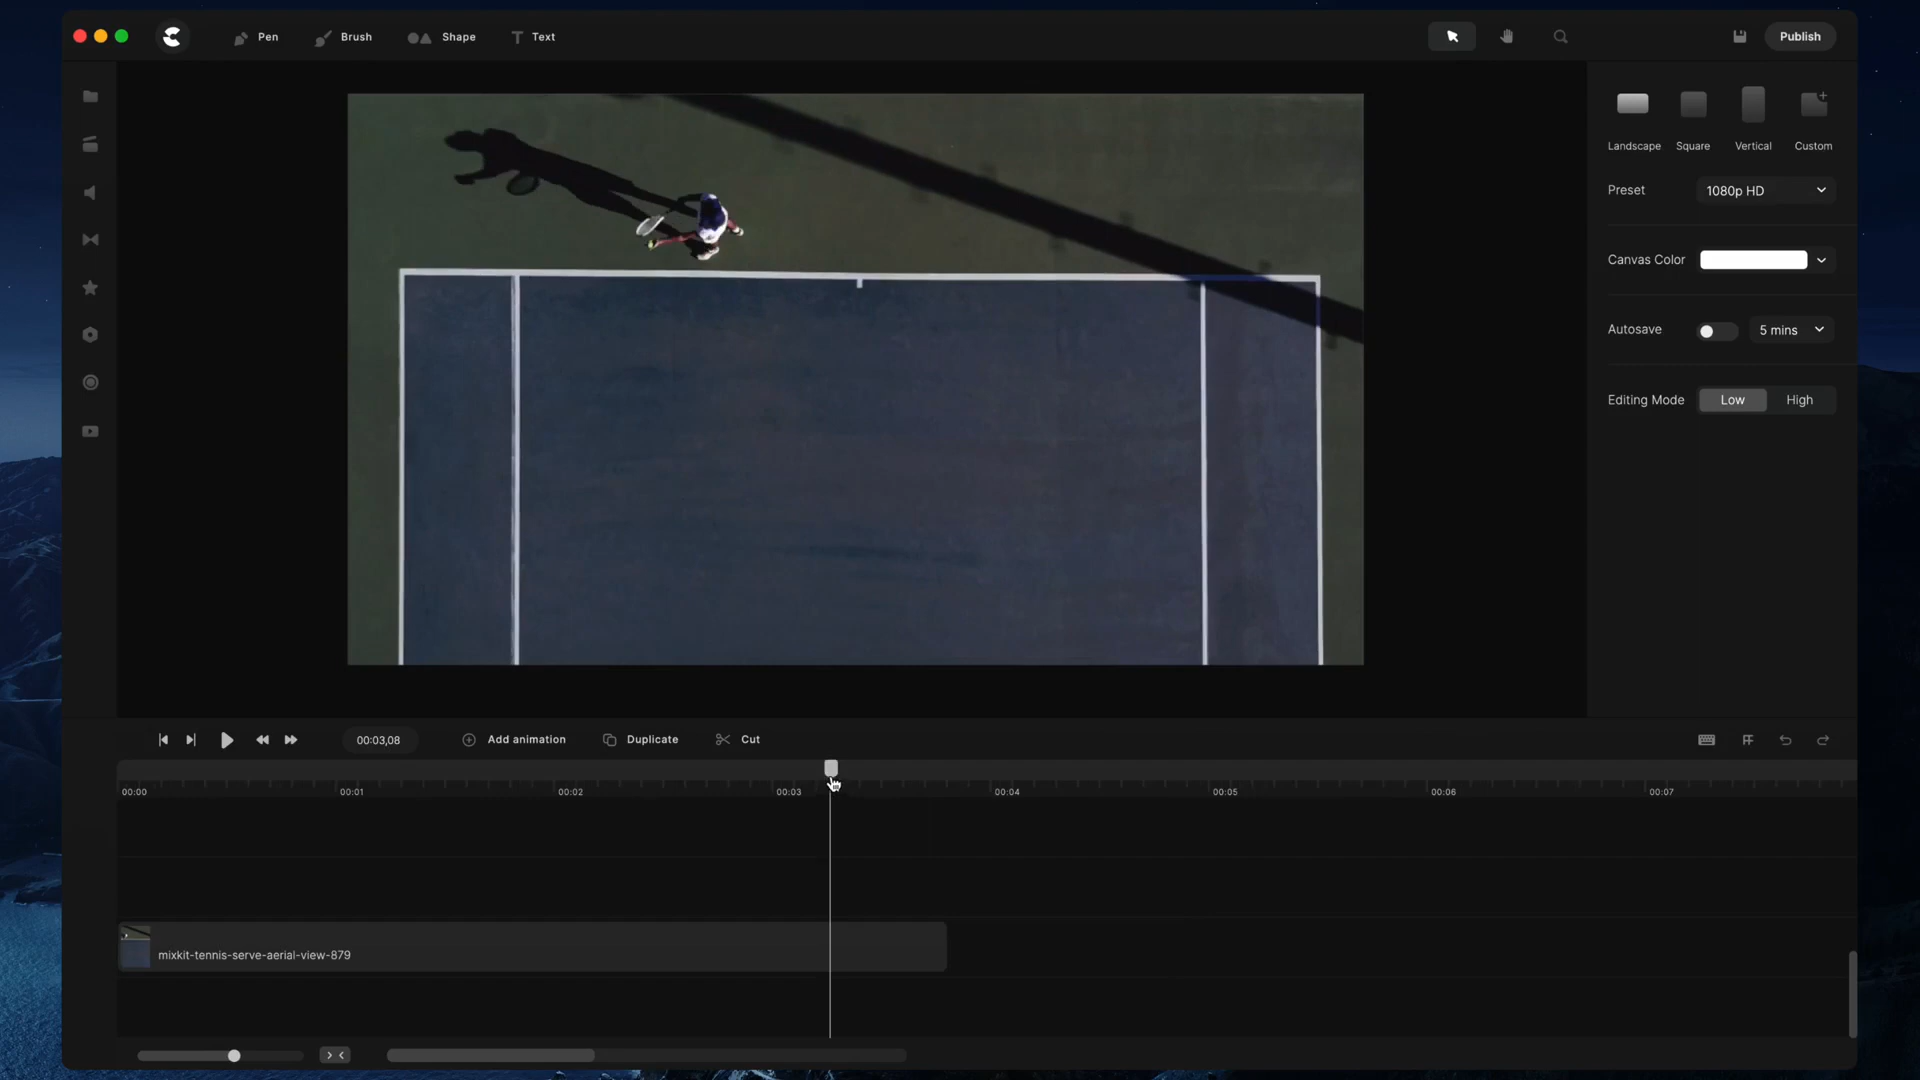 Pen Brush Shape Text Publish
Landscape Square Vertical Custom
Preset 1080p HD
Canvas Color
Autosave 5 mins
Editing Mode Low High
00:03,08 Add animation Duplicate Cut
00:00 00:01 00:02 00:03 00:04 00:05 00:06 00:07
mixkit-tennis-serve-aerial-view-879